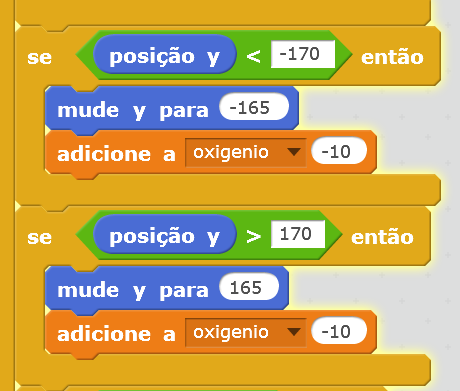 se posição y < -170 então
mude y para -165
adicione a oxigenio -10
se posição y > 170 então
mude y para 165
adicione a oxigenio -10